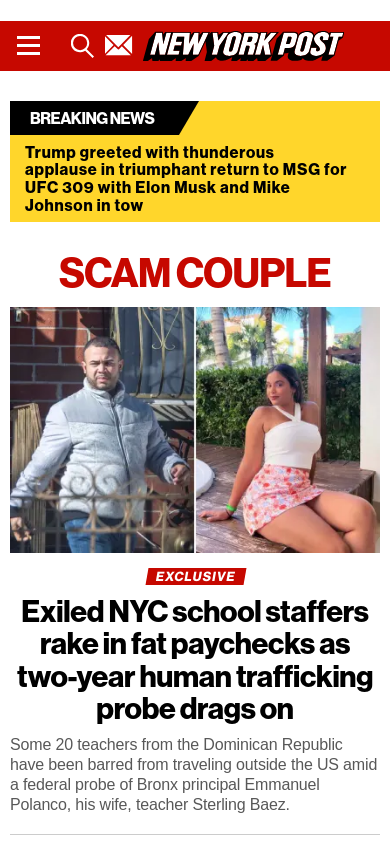 NEW YORK POST
BREAKING NEWS
Trump greeted with thunderous
applause in triumphant return to MSG for
UFC 309 with Elon Musk and Mike
Johnson in tow
SCAM COUPLE
EXCLUSIVE
Exiled NYC school staffers
rake in fat paychecks as
two-year human trafficking
probe drags on
Some 20 teachers from the Dominican Republic
have been barred from traveling outside the US amid
a federal probe of Bronx principal Emmanuel
Polanco, his wife, teacher Sterling Baez.